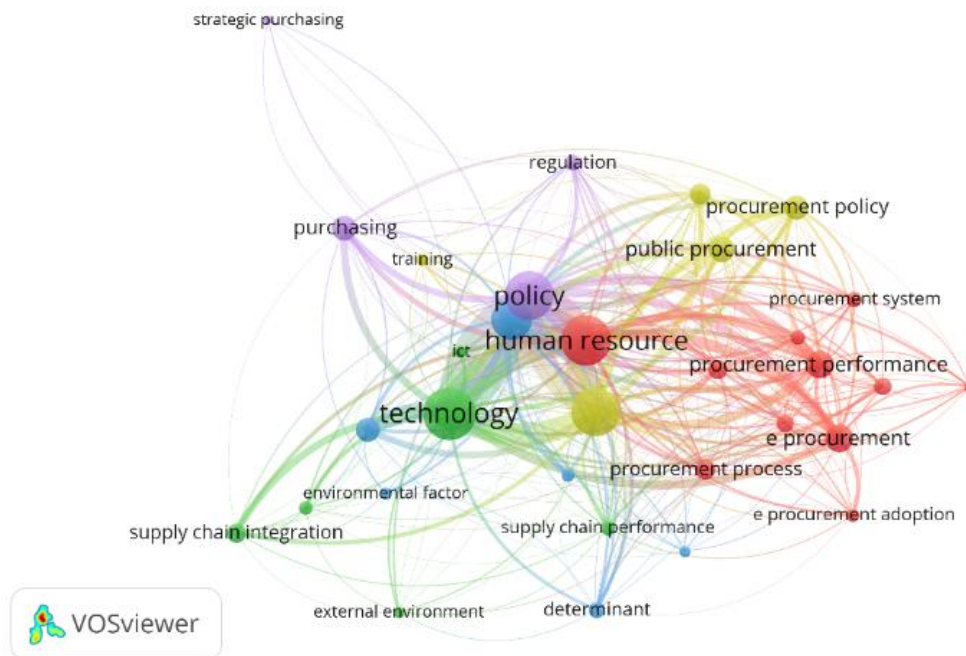 strategic purchasing
regulation
procurement policy
purchasing
public procurement
training
policy
procurement system
human resource
ict
procurement performance
technology
e procurement
procurement process
environmental factor
e procurement adoption
supply chain integration
supply chain performance
external environment
determinant
VOSviewer